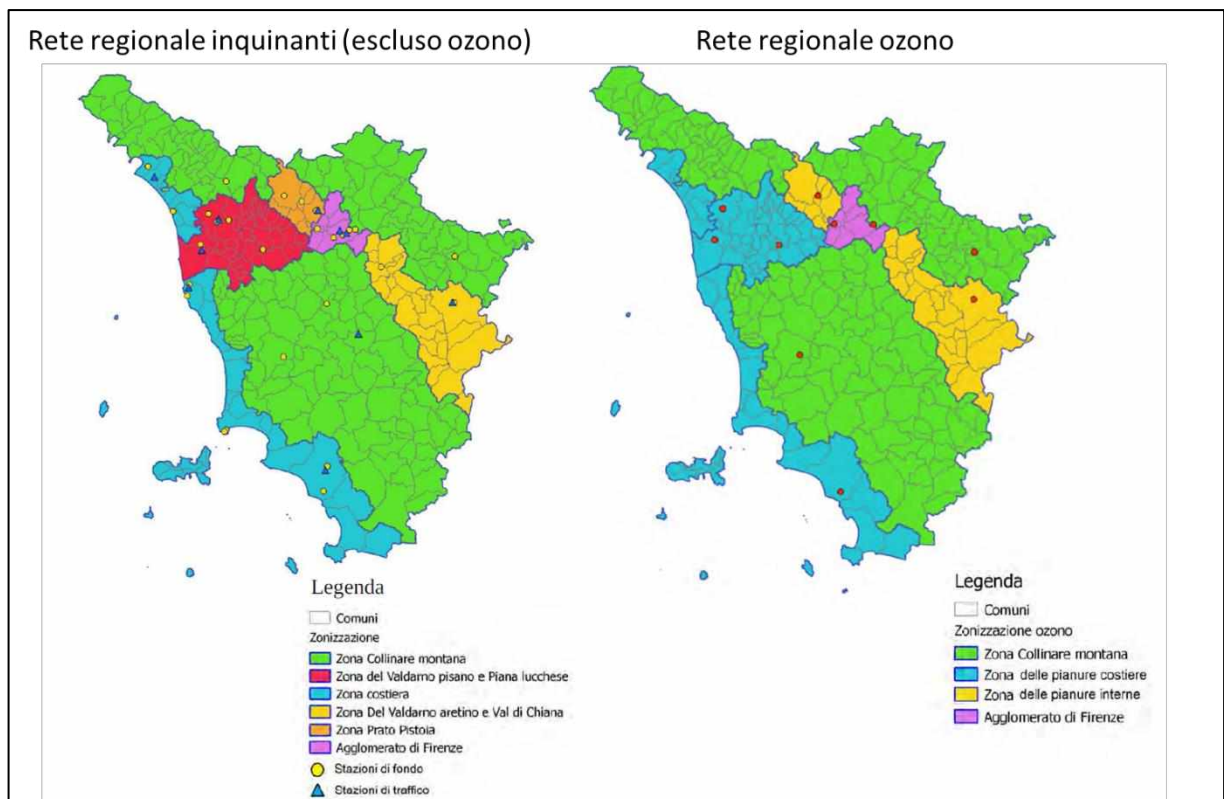 Rete regionale inquinanti (escluso ozono)
Rete regionale ozono
Legenda
Comuni
Zonizzazione
Zona Collinare montana
Zona del Valdarno pisano e Piana lucchese
Zona costiera
Zona Del Valdarno aretino e Val di Chiana
Zona Prato Pistoia
Agglomerato di Firenze
Stazioni di fondo
Stazioni di traffico
Legenda
Comuni
Zonizzazione ozono
Zona Collinare montana
Zona delle pianure costiere
Zona delle pianure interne
Agglomerato di Firenze